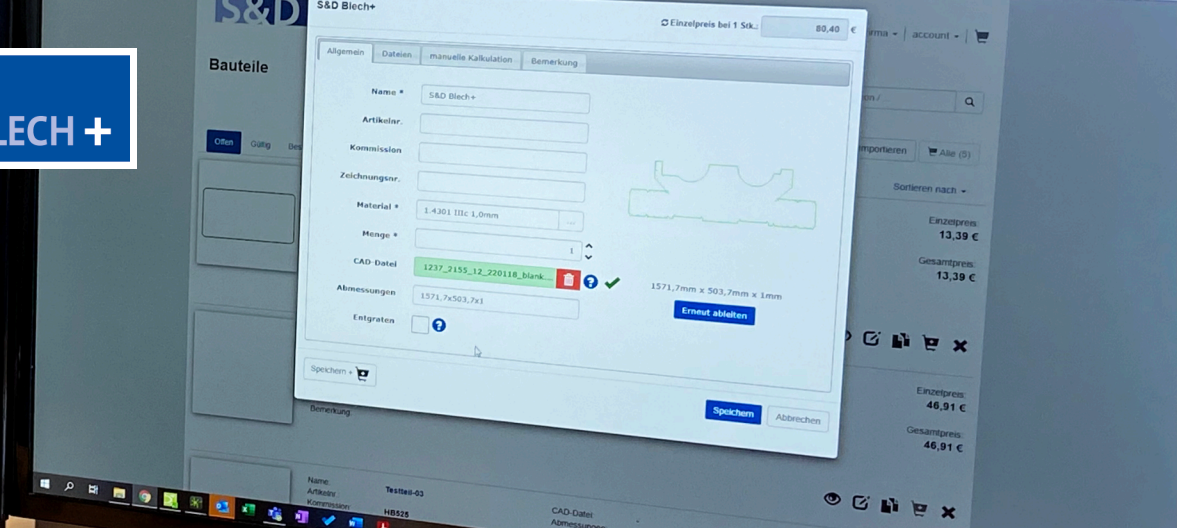 S&D
S&D Blech+
Einzelpreis bei 1 Stk.: 80,40 €
account
LECH +
Bauteile
Allgemein Dateien manuelle Kalkulation Bemerkung
Name * S&D Blech+
Artikelnr.
Offen Gültig
importieren Alle (5)
Kommission
Zeichnungsnr.
Sortieren nach
Material * 1.4301 IIIc 1,0mm ...
Einzelpreis:
13,39 €
Menge * 1
Gesamtpreis:
13,39 €
CAD-Datei 1237_2155_12_220118_blank...
Abmessungen 1571,7x503,7x1
1571,7mm x 503,7mm x 1mm
Erneut ableiten
Entgraten
Speichern +
Einzelpreis:
46,91 €
Bemerkung
Speichern Abbrechen
Gesamtpreis:
46,91 €
Name:
Artikelnr.: Testteil-03
Kommission HB525
CAD-Datei